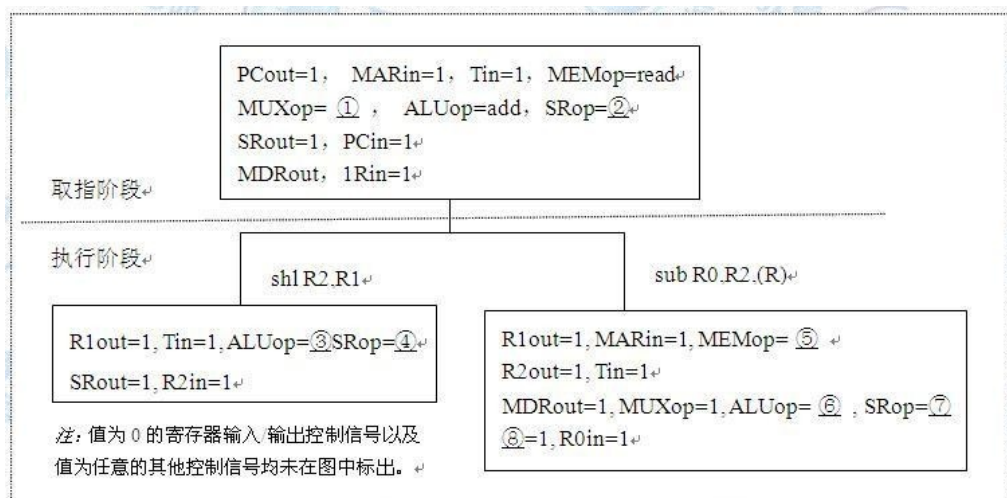 PCout=1， MARin=1，Tin=1，MEMop=read↵
MUXop= ① ， ALUop=add，SRop=②↵
SRout=1，PCin=1↵
MDRout，1Rin=1↵
取指阶段↵
执行阶段↵
shl R2,R1↵
sub R0,R2,(R)↵
R1out=1, Tin=1, ALUop=③SRop=④↵
SRout=1, R2in=1↵
R1out=1, MARin=1, MEMop= ⑤ ↵
R2out=1, Tin=1↵
MDRout=1, MUXop=1, ALUop= ⑥ , SRop=⑦
⑧=1, R0in=1↵
注：值为 0 的寄存器输入/输出控制信号以及
值为任意的其他控制信号均未在图中标出。↵